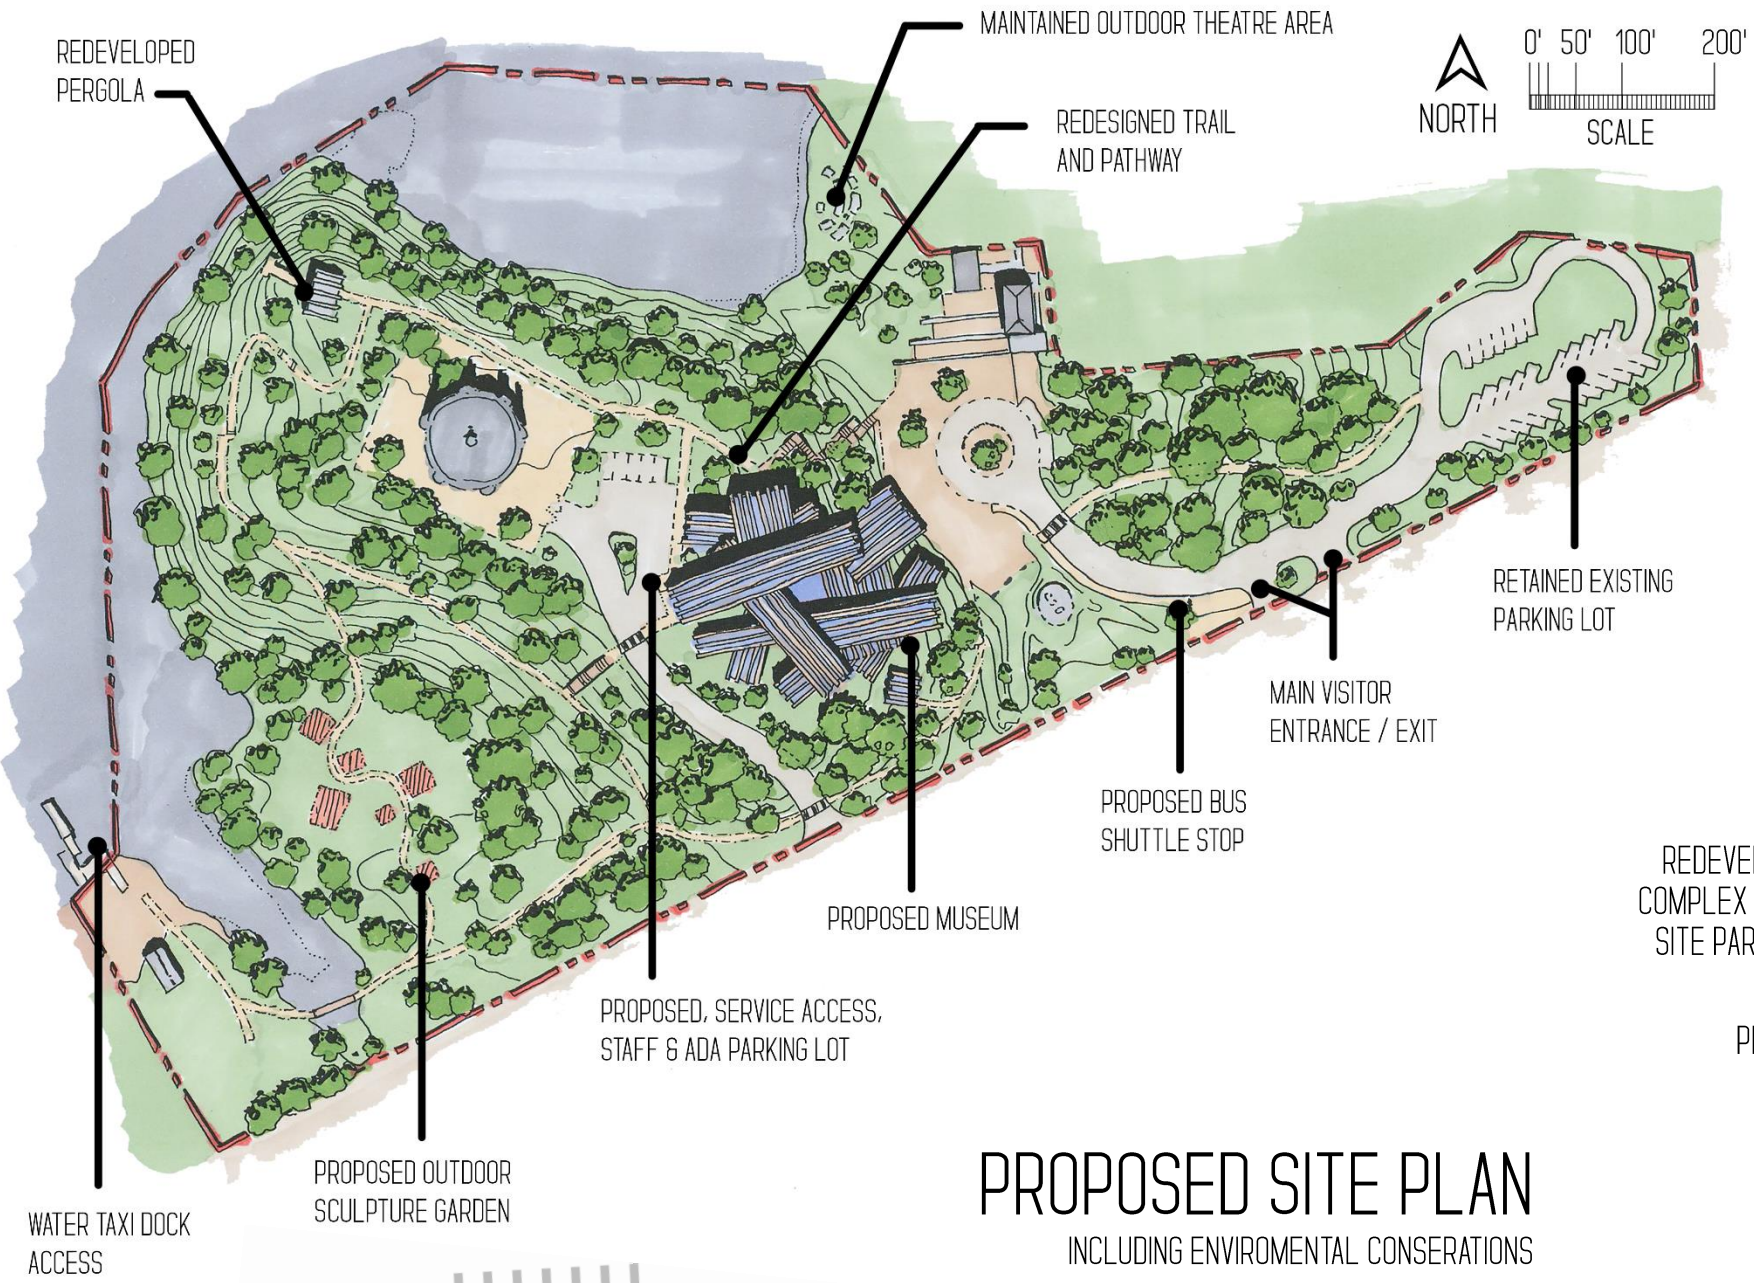 MAINTAINED OUTDOOR THEATRE AREA
REDEVELOPED
PERGOLA
REDESIGNED TRAIL
AND PATHWAY
NORTH
0' 50' 100' 200'
SCALE
RETAINED EXISTING
PARKING LOT
MAIN VISITOR
ENTRANCE / EXIT
PROPOSED BUS
SHUTTLE STOP
PROPOSED MUSEUM
PROPOSED, SERVICE ACCESS,
STAFF & ADA PARKING LOT
PROPOSED OUTDOOR
SCULPTURE GARDEN
WATER TAXI DOCK
ACCESS
COMPLEX
SITE
PROPOSED SITE PLAN
INCLUDING ENVIROMENTAL CONSERATIONS